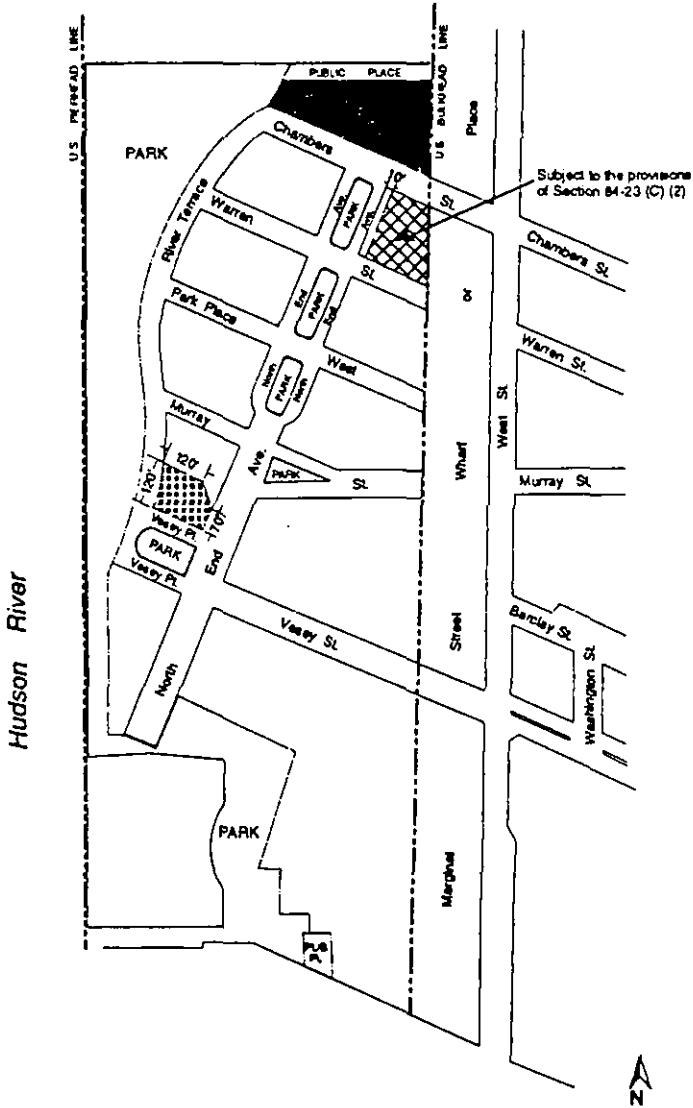 U.S. PIERHEAD LINE
U.S. BULKHEAD LINE
PUBLIC PLACE
PARK
Chambers
Place
10'
Subject to the provisions
of Section 84-23 (C) (2)
River Terrace
Warren
Ave.
PARK
Ave.
St.
Chambers St.
St.
or
Park Place
End
PARK
End
West
Warren St.
North
PARK
North
Murray
West St.
Ave.
PARK
St.
Wharf
Murray St.
120'
120'
70'
Vesey Pl.
PARK
Vesey Pl.
End
Hudson River
Vesey St.
Street
Barclay St.
Washington St.
North
PARK
Marginal
PUB.
PL.
N